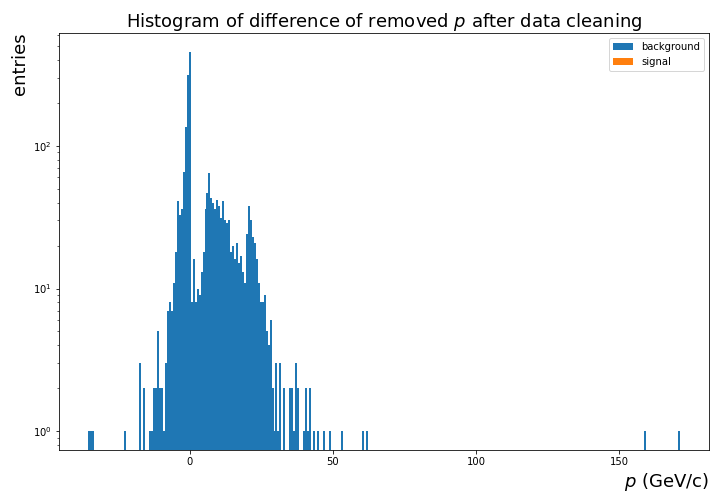 Histogram of difference of removed p after data cleaning
entries
background
signal
10²
10¹
10⁰
0
50
100
150
p (GeV/c)